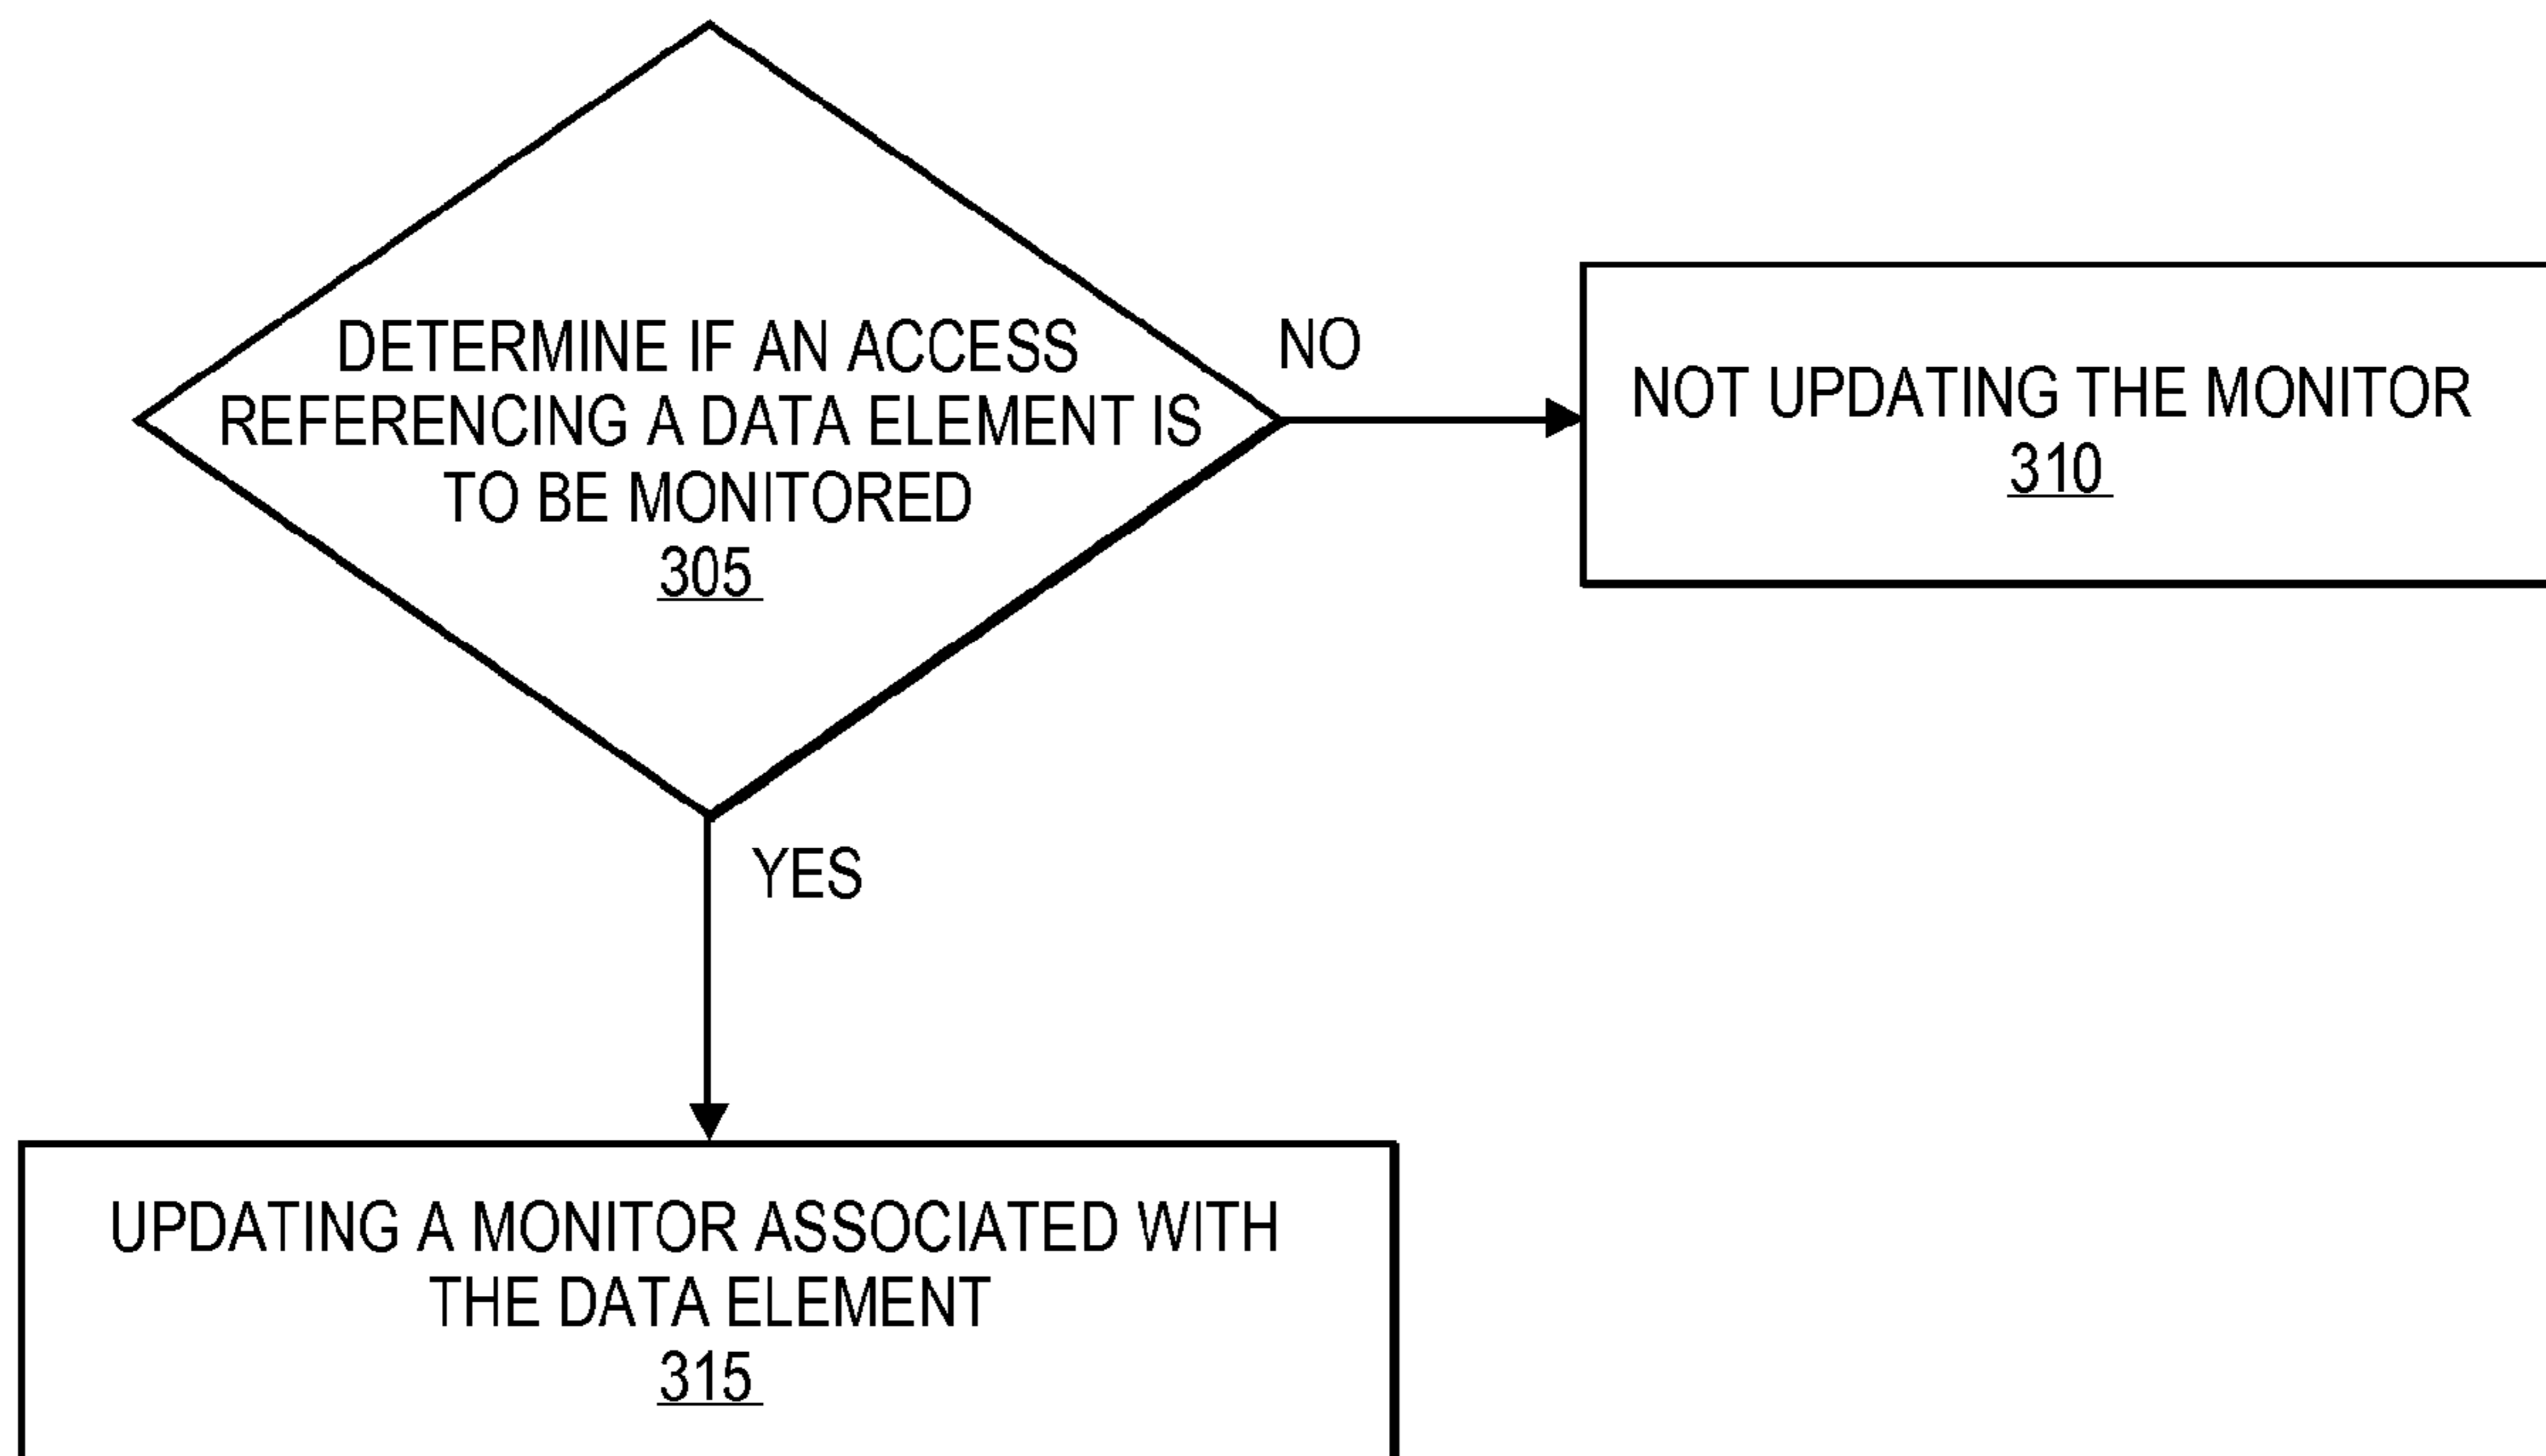 DETERMINE IF AN ACCESS
REFERENCING A DATA ELEMENT IS
TO BE MONITORED
305
NO
NOT UPDATING THE MONITOR
310
YES
UPDATING A MONITOR ASSOCIATED WITH
THE DATA ELEMENT
315